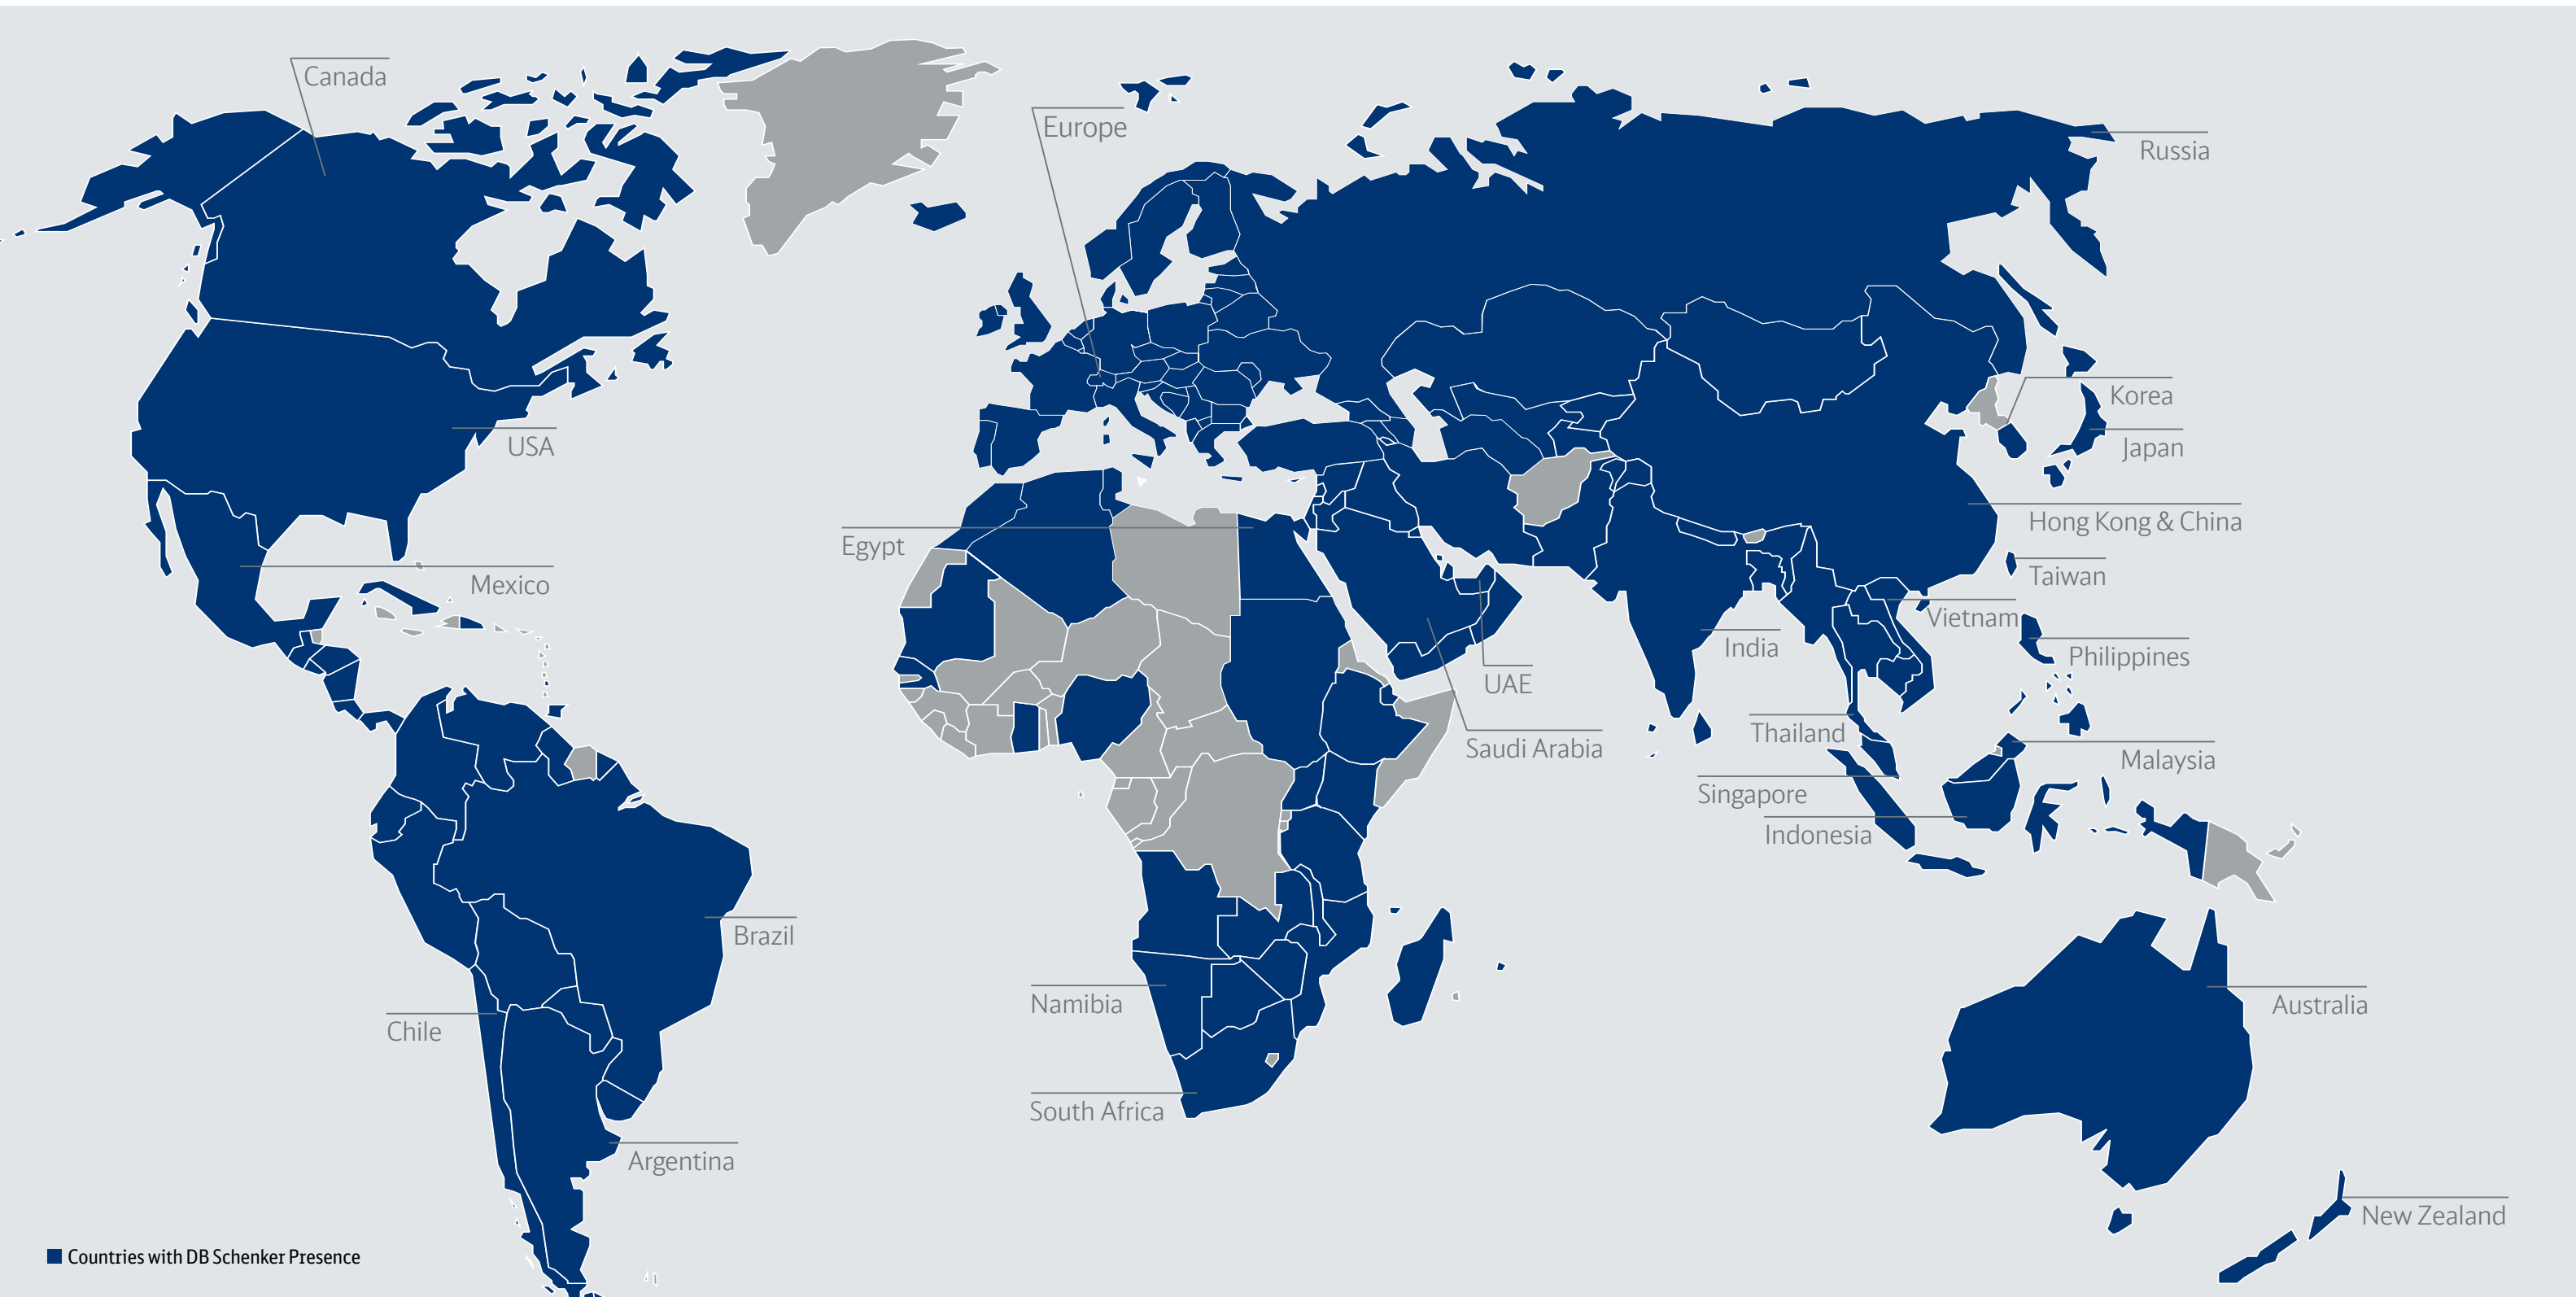 Canada
Europe
Russia
Korea
USA
Japan
Hong Kong & China
Egypt
Taiwan
Mexico
Vietnam
India
Philippines
UAE
Thailand
Saudi Arabia
Malaysia
Singapore
Indonesia
Brazil
Namibia
Australia
Chile
South Africa
Argentina
New Zealand
Countries with DB Schenker Presence